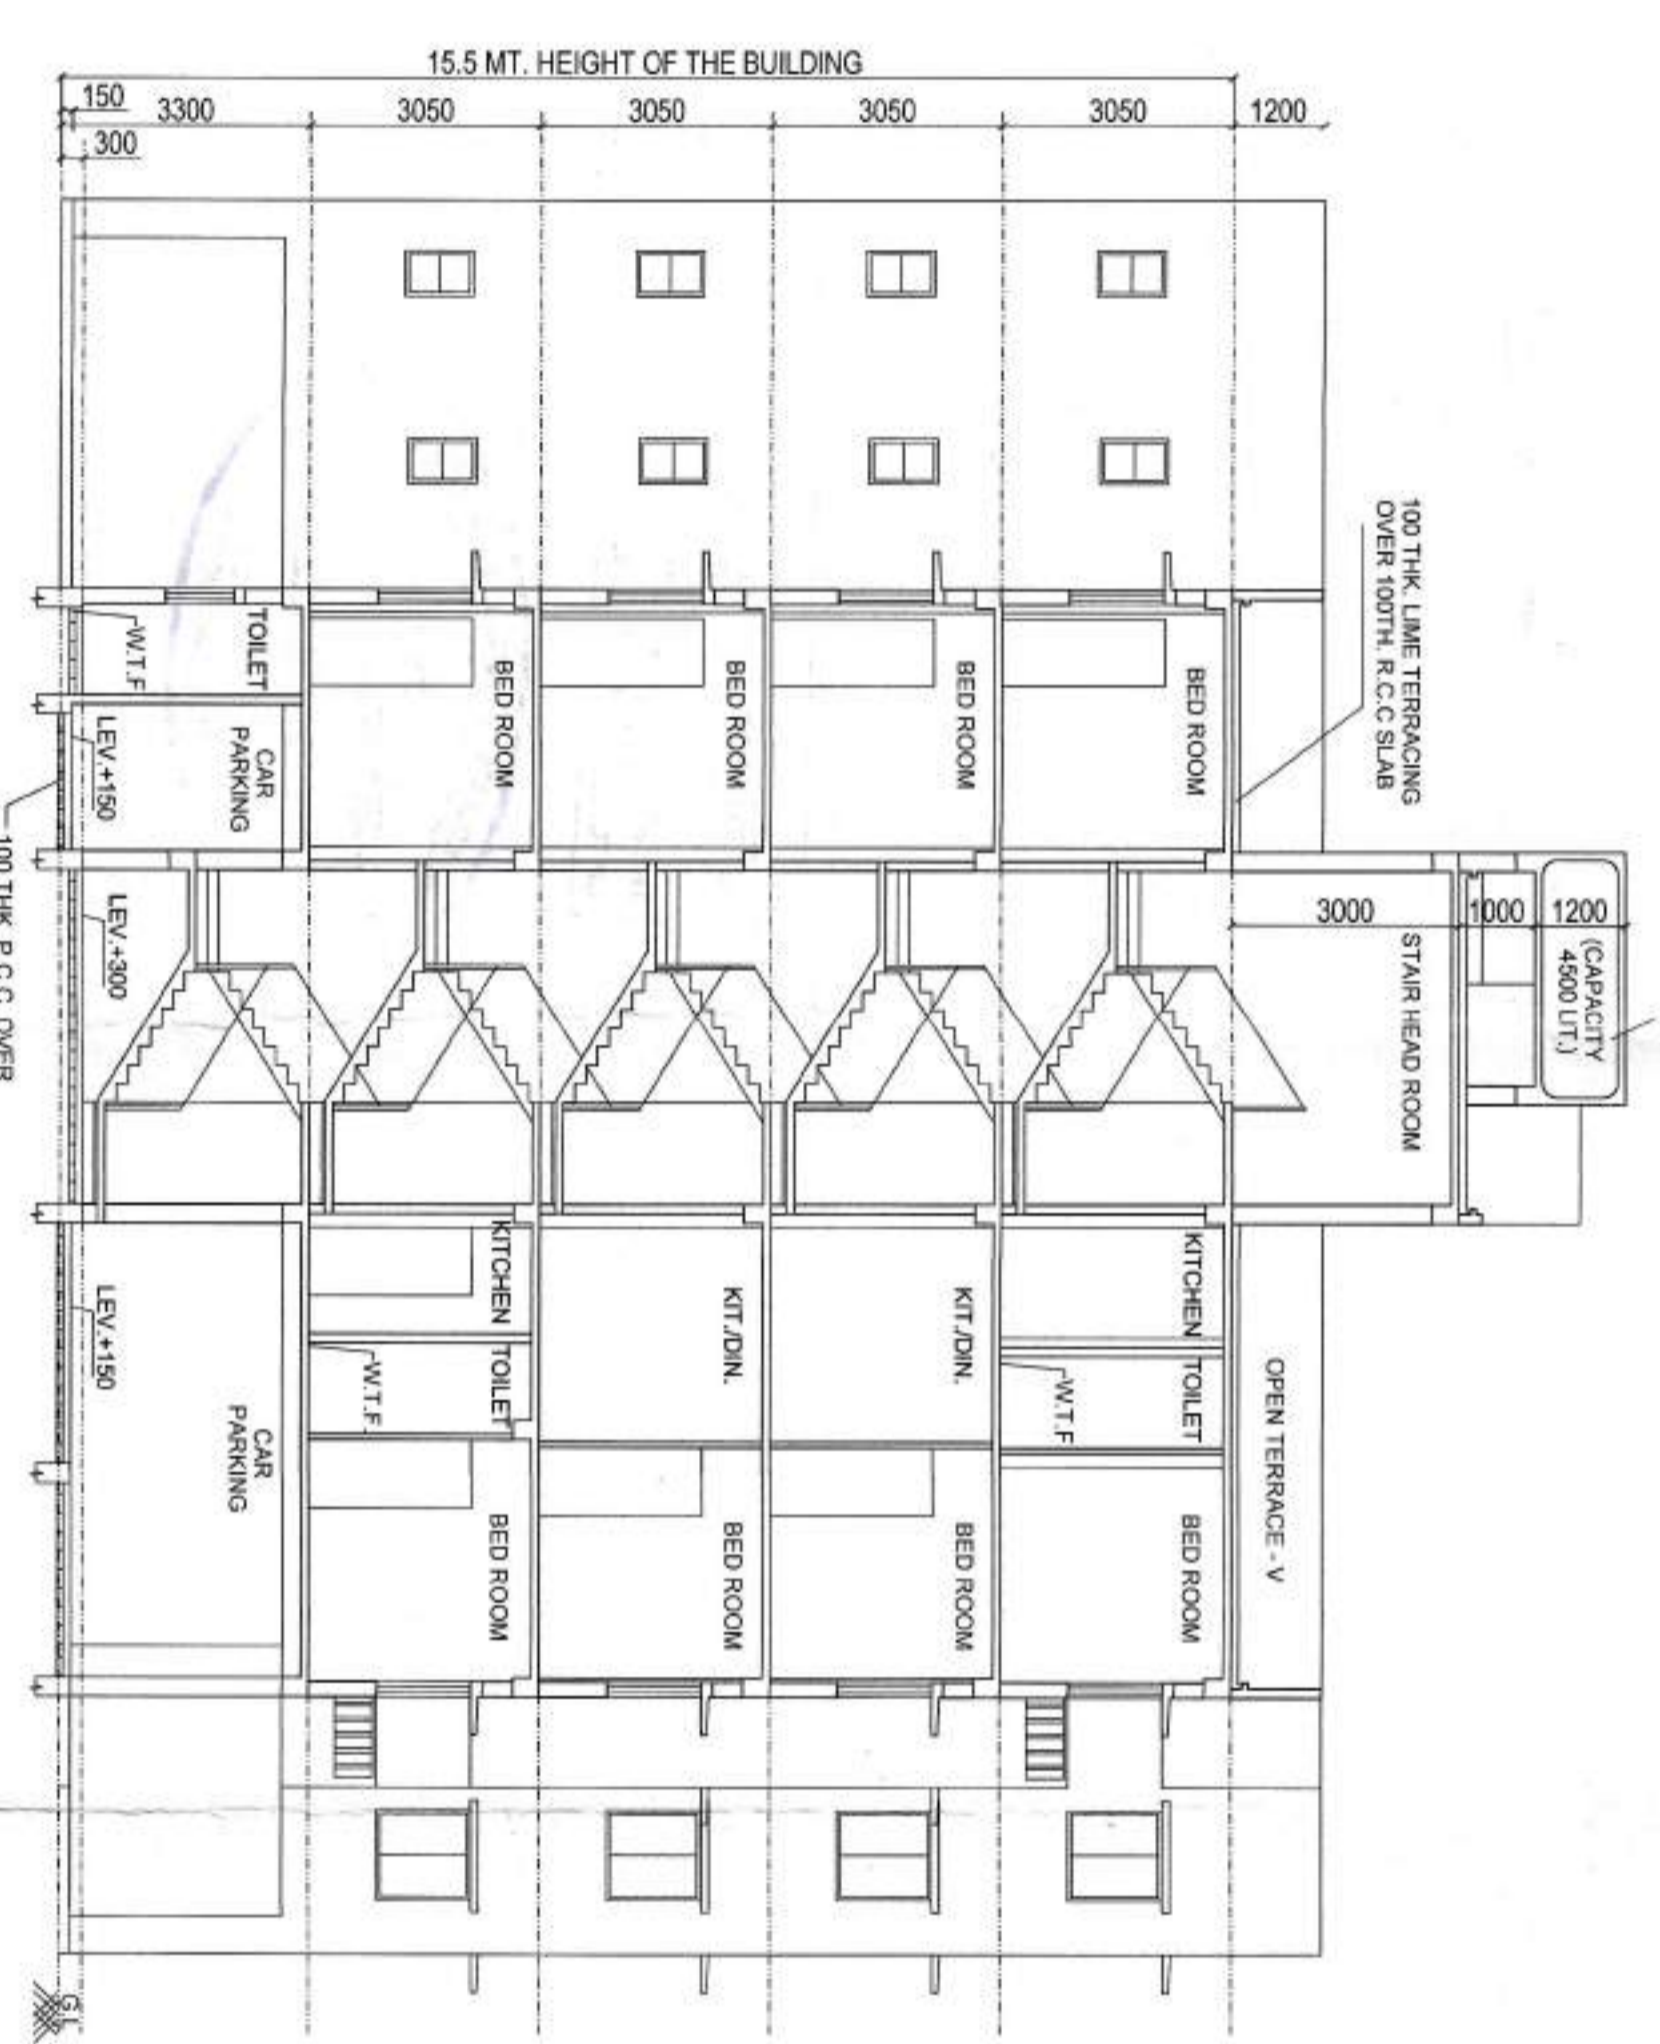 15.5 MT. HEIGHT OF THE BUILDING
150
3300
3050
3050
3050
3050
1200
300
100 THK. LIME TERRACING
OVER 100TH. R.C.C SLAB
TOILET
W.T.F
CAR
PARKING
LEV.+150
BED ROOM
BED ROOM
BED ROOM
BED ROOM
100 THK. P.C.C. OVER
LEV.+300
3000
1000
1200
(CAPACITY
4500 LIT.)
STAIR HEAD ROOM
LEV.+150
CAR
PARKING
KITCHEN
TOILET
W.T.F.
BED ROOM
KIT./DIN.
BED ROOM
KIT./DIN.
BED ROOM
KITCHEN
TOILET
W.T.F
BED ROOM
OPEN TERRACE - V
G.L